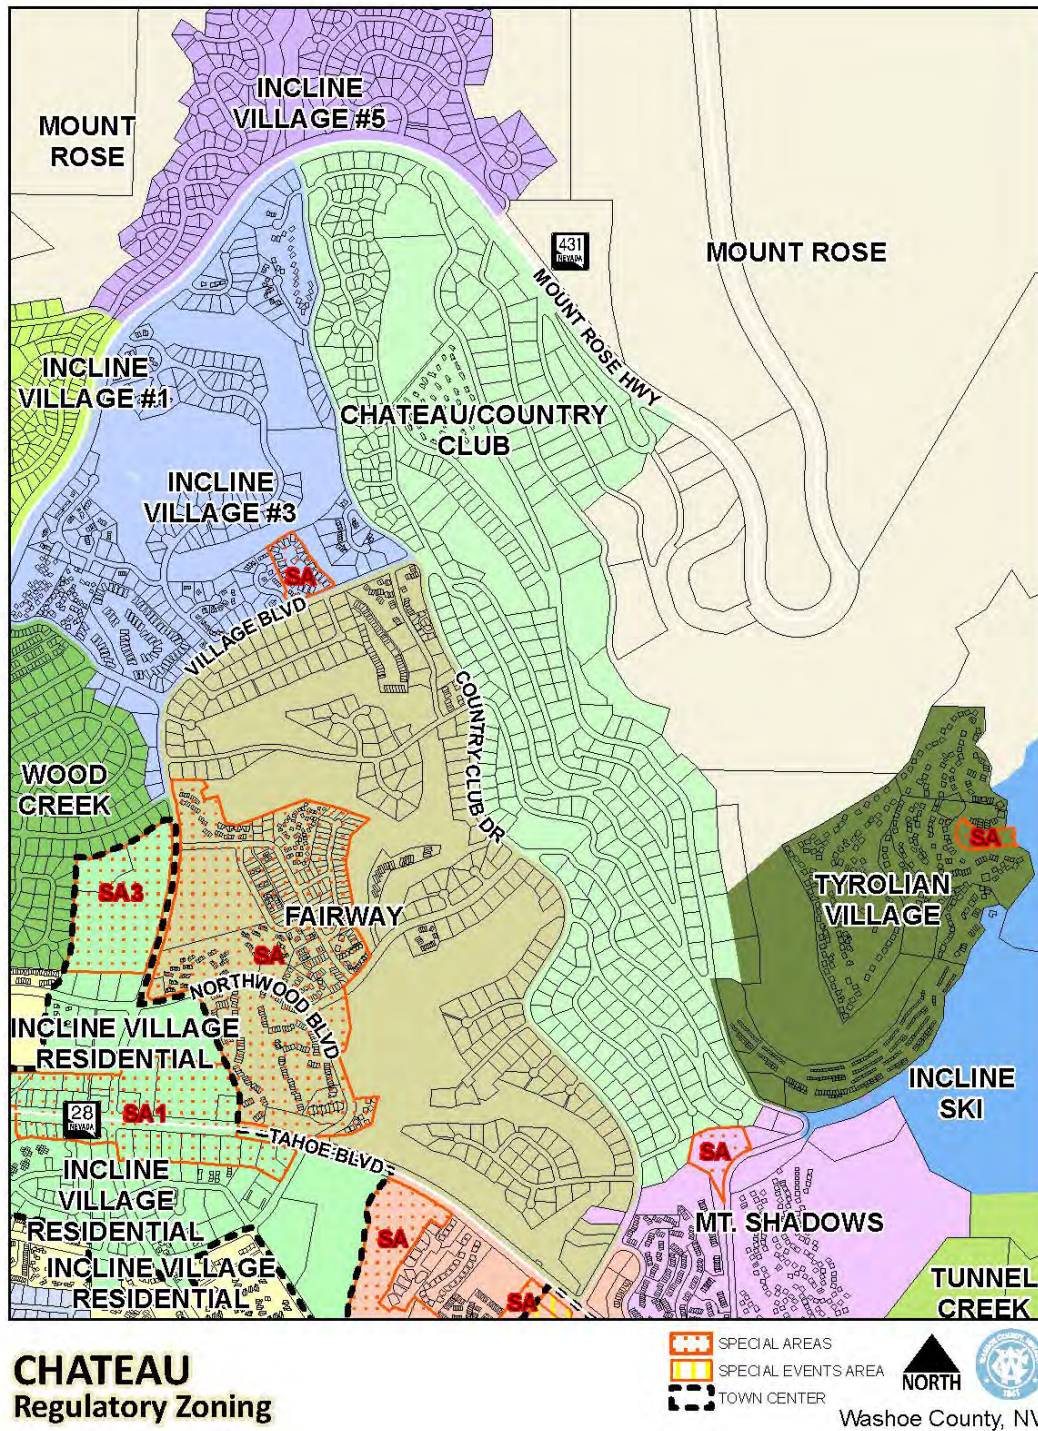 INCLINE
VILLAGE #5
MOUNT
ROSE
431
NEVADA
MOUNT ROSE
MOUNT ROSE HWY
INCLINE
VILLAGE #1
CHATEAU/COUNTRY
CLUB
INCLINE
VILLAGE #3
SA
VILLAGE BLVD
COUNTRY CLUB DR
WOOD
CREEK
SA
SA3
TYROLIAN
VILLAGE
FAIRWAY
SA
NORTHWOOD BLVD
INCLINE VILLAGE
RESIDENTIAL
INCLINE
SKI
28
NEVADA
SA1
TAHOE BLVD
SA
INCLINE
VILLAGE
RESIDENTIAL
SA
MT. SHADOWS
INCLINE VILLAGE
RESIDENTIAL
SA
TUNNEL
CREEK
CHATEAU
Regulatory Zoning
SPECIAL AREAS
SPECIAL EVENTS AREA
TOWN CENTER
NORTH
1861
Washoe County, NV